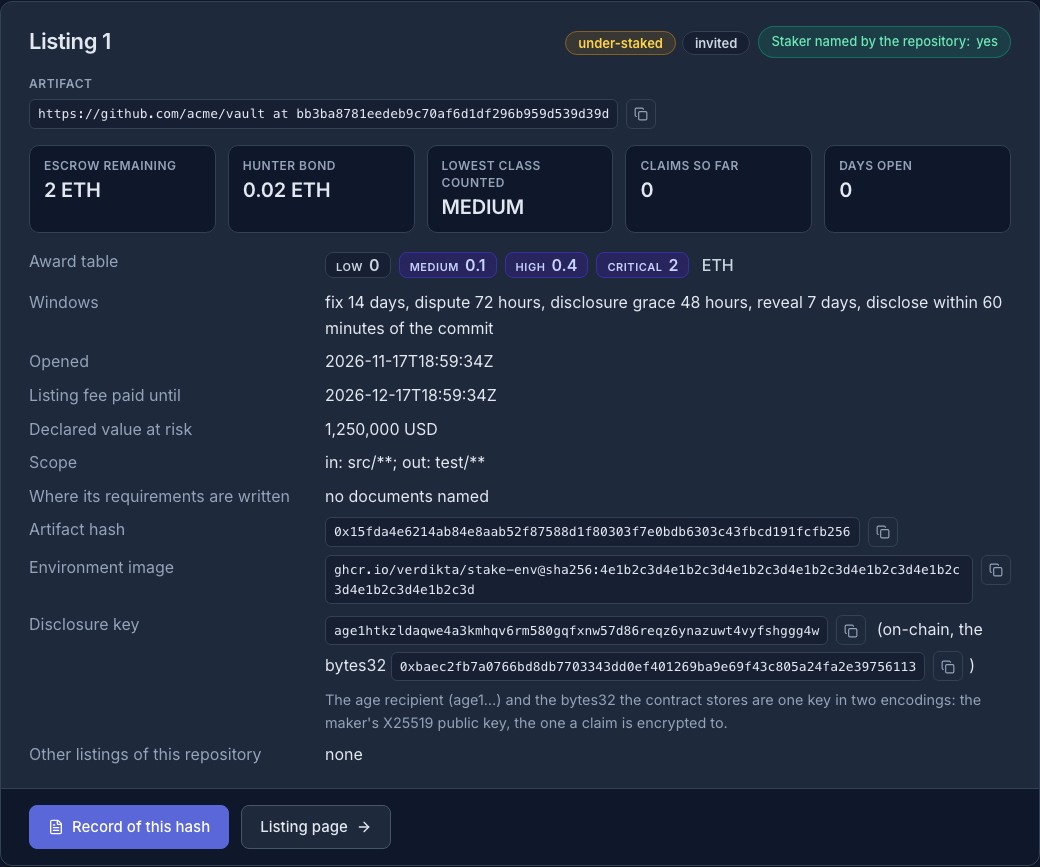 Listing 1
under-staked
invited
Staker named by the repository: yes
ARTIFACT
https://github.com/acme/vault at bb3ba8781eedeb9c70af6d1df296b959d539d39d
ESCROW REMAINING
2 ETH
HUNTER BOND
0.02 ETH
LOWEST CLASS
COUNTED
MEDIUM
CLAIMS SO FAR
0
DAYS OPEN
0
Award table
LOW 0 MEDIUM 0.1 HIGH 0.4 CRITICAL 2 ETH
Windows
fix 14 days, dispute 72 hours, disclosure grace 48 hours, reveal 7 days, disclose within 60
minutes of the commit
Opened
2026-11-17T18:59:34Z
Listing fee paid until
2026-12-17T18:59:34Z
Declared value at risk
1,250,000 USD
Scope
in: src/**; out: test/**
Where its requirements are written
no documents named
Artifact hash
0x15fda4e6214ab84e8aab52f87588d1f80303f7e0bdb6303c43fbcd191fcfb256
Environment image
ghcr.io/verdikta/stake-env@sha256:4e1b2c3d4e1b2c3d4e1b2c3d4e1b2c3d4e1b2c3d4e1b2c
3d4e1b2c3d4e1b2c3d
Disclosure key
age1htkzldaqwe4a3kmhqv6rm580gqfxnw57d86reqz6ynazuwt4vyfshggg4w (on-chain, the
bytes32 0xbaec2fb7a0766bd8db7703343dd0ef401269ba9e69f43c805a24fa2e39756113 )
The age recipient (age1...) and the bytes32 the contract stores are one key in two encodings: the
maker's X25519 public key, the one a claim is encrypted to.
Other listings of this repository
none
Record of this hash
Listing page →